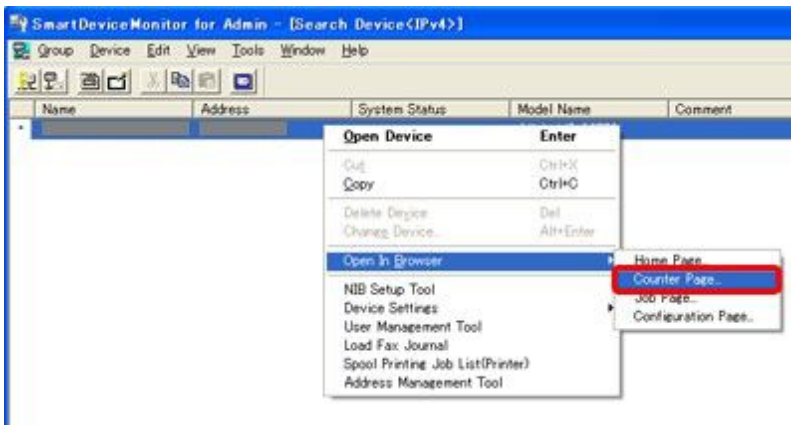 SmartDeviceMonitor for Admin - [Search Device<IPv4>]
Group Device Edit View Tools Window Help
Name Address System Status Model Name Comment
Open Device Enter
Cut Ctrl+X
Copy Ctrl+C
Delete Device Del
Change Device.. Alt+Enter
Open In Browser
Home Page..
Counter Page..
Job Page..
Configuration Page..
NIB Setup Tool
Device Settings
User Management Tool
Load Fax Journal
Spool Printing Job List(Printer)
Address Management Tool